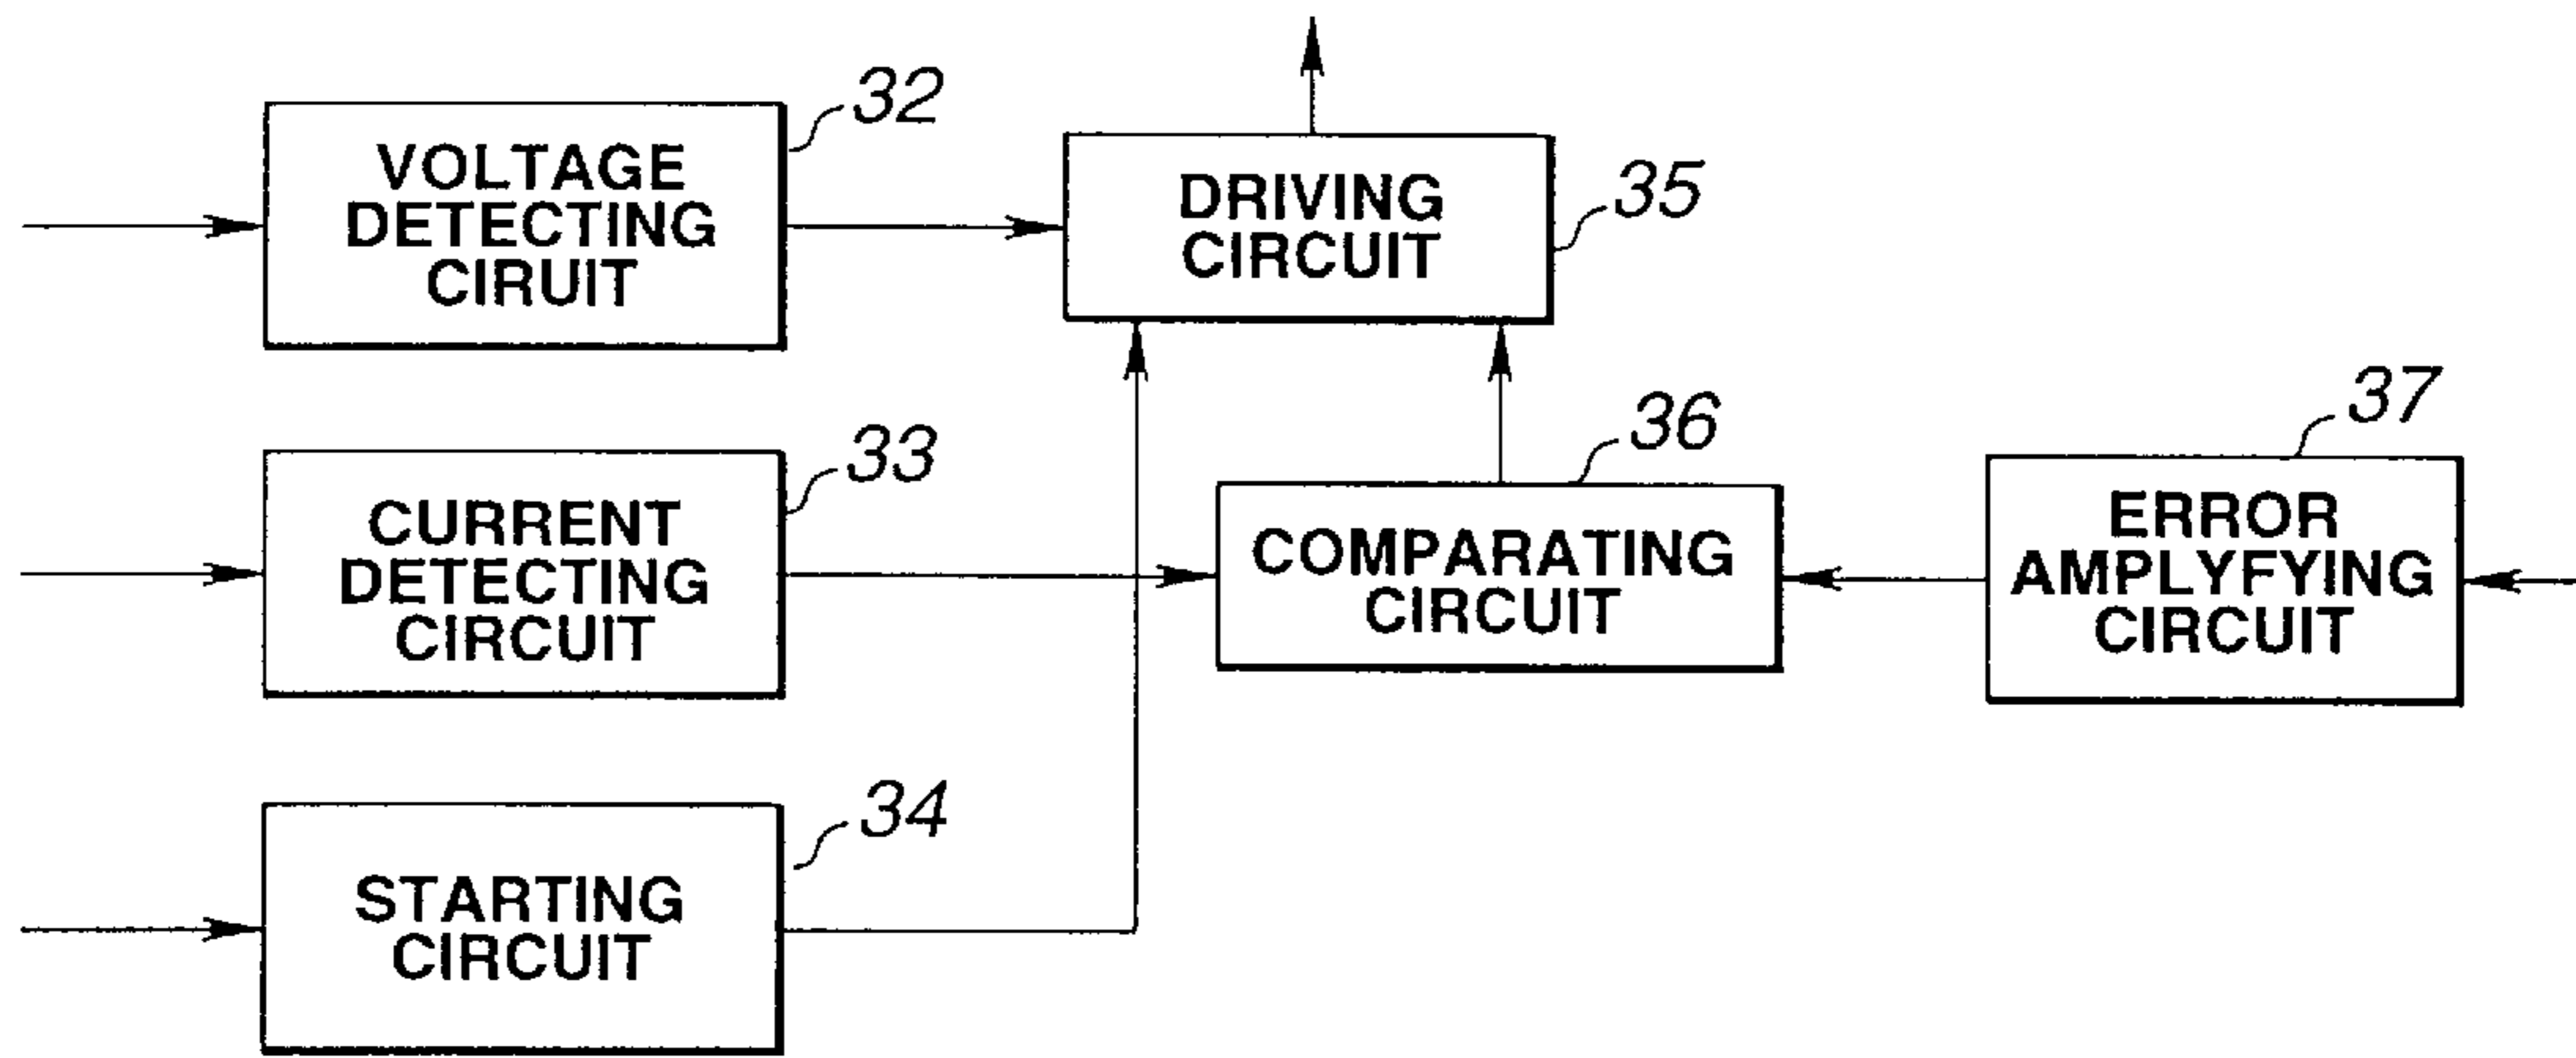 32
VOLTAGE
DETECTING
CIRUIT
DRIVING
CIRCUIT
35
33
CURRENT
DETECTING
CIRCUIT
36
COMPARATING
CIRCUIT
37
ERROR
AMPLYFYING
CIRCUIT
34
STARTING
CIRCUIT